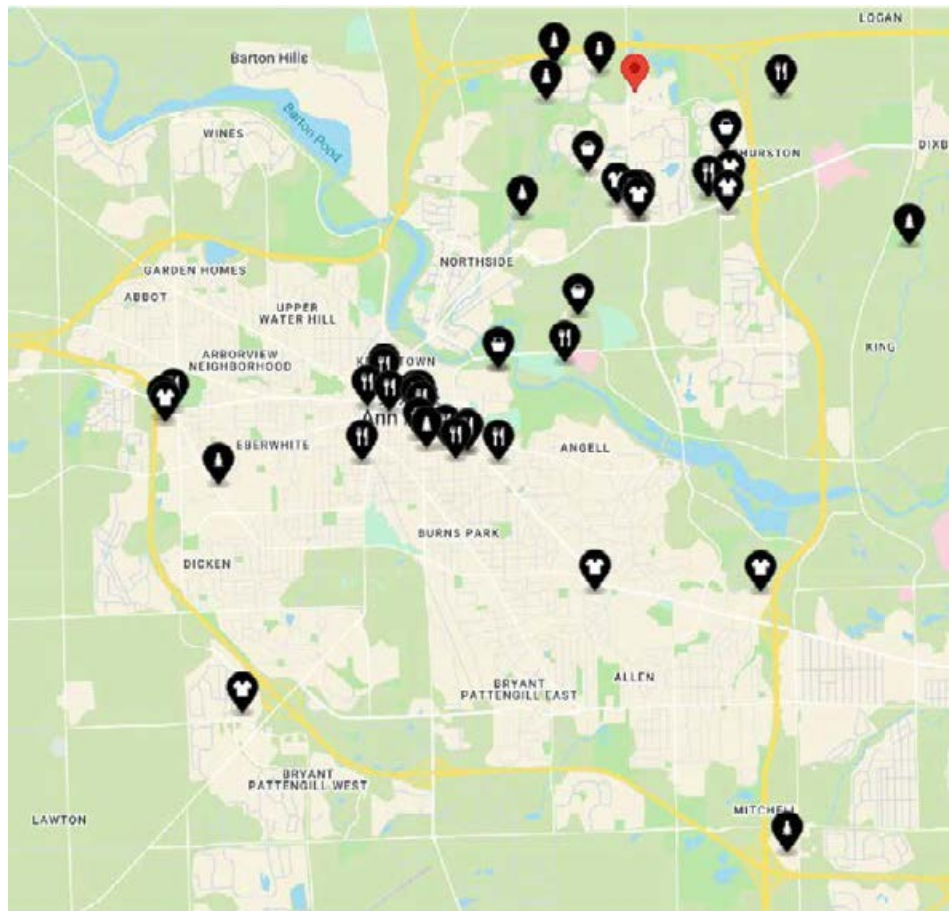 LOGAN
Barton Hills
Barton Pond
WINES
HURSTON
DIXB
NORTHSIDE
GARDEN HOMES
ABBOT
UPPER
WATER HILL
KING
ARBORVIEW
NEIGHBORHOOD
Ann
EBERWHITE
ANGELL
BURNS PARK
DICKEN
ALLEN
BRYANT
PATTENGILL EAST
BRYANT
PATTENGILL WEST
MITCHELL
LAWTON